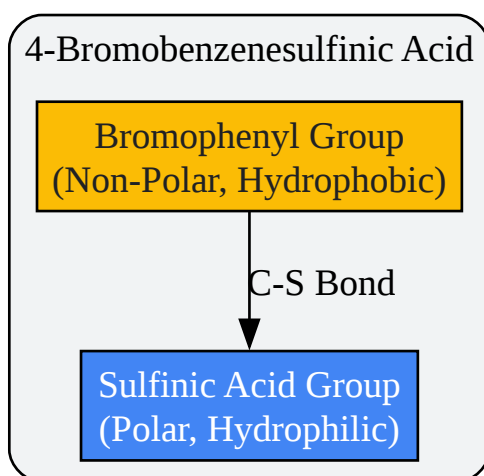 4-Bromobenzenesulfinic Acid
Bromophenyl Group
(Non-Polar, Hydrophobic)
C-S Bond
Sulfinic Acid Group
(Polar, Hydrophilic)